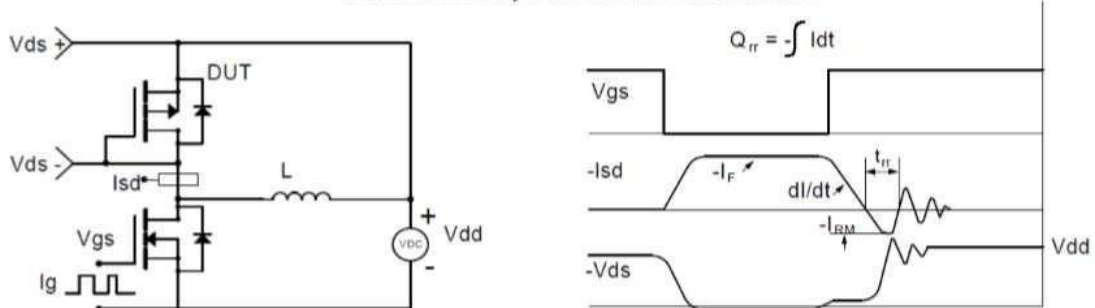 Vds +
DUT
Vds -
Isd
L
Vgs
Ig
VDC
+
-
Vdd
Qrr = -∫ Idt
Vgs
-Isd
-IF
dI/dt
trr
-IRM
Vdd
-Vds